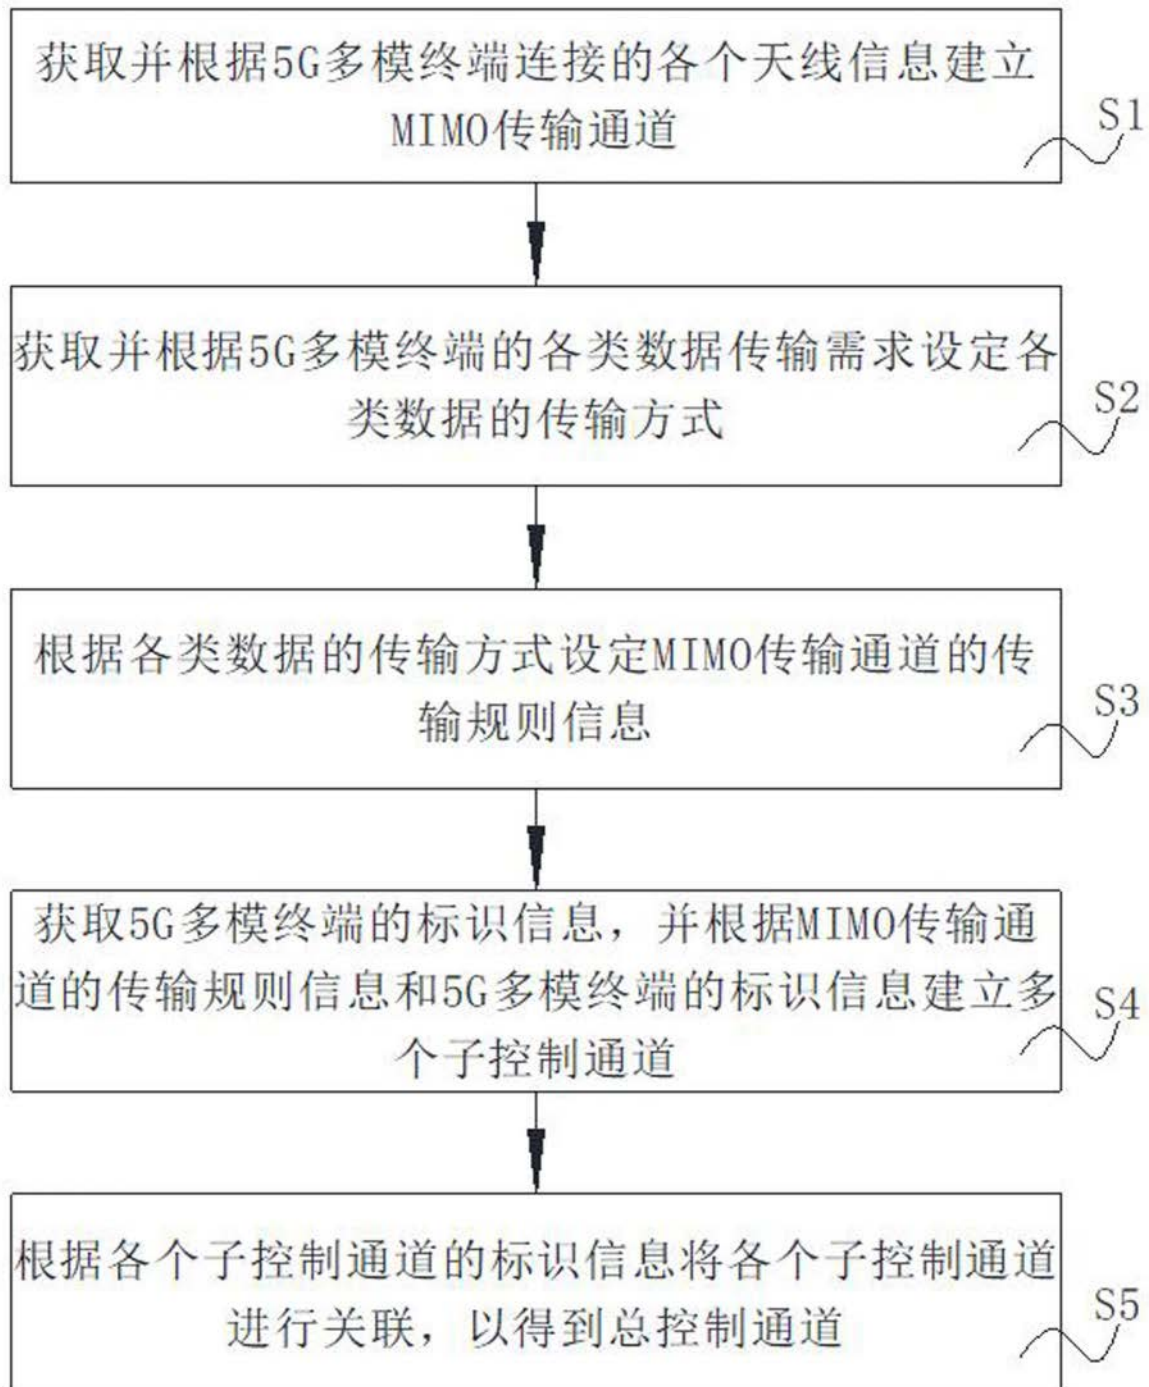 获取并根据5G多模终端连接的各个天线信息建立
MIMO传输通道
S1
获取并根据5G多模终端的各类数据传输需求设定各
类数据的传输方式
S2
根据各类数据的传输方式设定MIMO传输通道的传
输规则信息
S3
获取5G多模终端的标识信息，并根据MIMO传输通
道的传输规则信息和5G多模终端的标识信息建立多
个子控制通道
S4
根据各个子控制通道的标识信息将各个子控制通道
进行关联，以得到总控制通道
S5